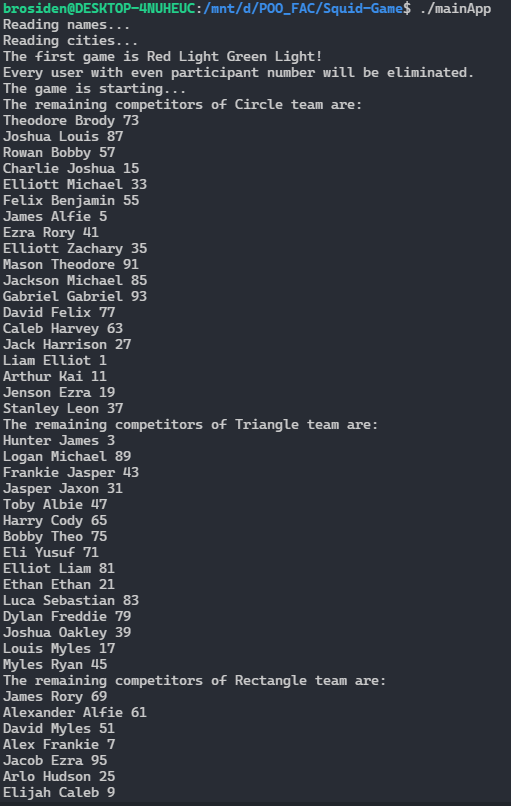 brosiden@DESKTOP-4NUHEUC:/mnt/d/POO_FAC/Squid-Game$ ./mainApp
Reading names...
Reading cities...
The first game is Red Light Green Light!
Every user with even participant number will be eliminated.
The game is starting...
The remaining competitors of Circle team are:
Theodore Brody 73
Joshua Louis 87
Rowan Bobby 57
Charlie Joshua 15
Elliott Michael 33
Felix Benjamin 55
James Alfie 5
Ezra Rory 41
Elliott Zachary 35
Mason Theodore 91
Jackson Michael 85
Gabriel Gabriel 93
David Felix 77
Caleb Harvey 63
Jack Harrison 27
Liam Elliot 1
Arthur Kai 11
Jenson Ezra 19
Stanley Leon 37
The remaining competitors of Triangle team are:
Hunter James 3
Logan Michael 89
Frankie Jasper 43
Jasper Jaxon 31
Toby Albie 47
Harry Cody 65
Bobby Theo 75
Eli Yusuf 71
Elliot Liam 81
Ethan Ethan 21
Luca Sebastian 83
Dylan Freddie 79
Joshua Oakley 39
Louis Myles 17
Myles Ryan 45
The remaining competitors of Rectangle team are:
James Rory 69
Alexander Alfie 61
David Myles 51
Alex Frankie 7
Jacob Ezra 95
Arlo Hudson 25
Elijah Caleb 9